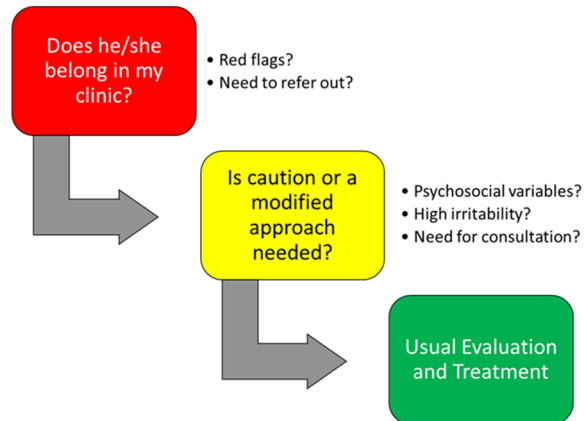 Does he/she
belong in my
clinic?
• Red flags?
• Need to refer out?
Is caution or a
modified
approach
needed?
• Psychosocial variables?
• High irritability?
• Need for consultation?
Usual Evaluation
and Treatment